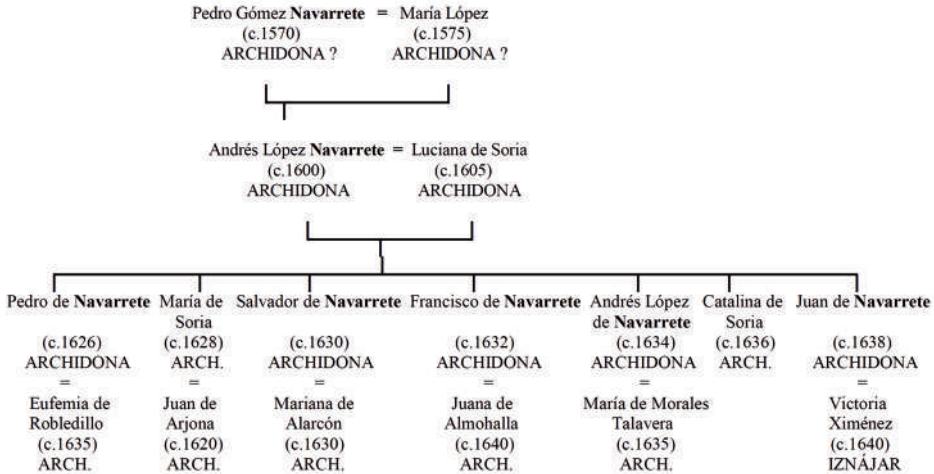 Pedro Gómez Navarrete = María López
(c.1570) (c.1575)
ARCHIDONA ? ARCHIDONA ?
Andrés López Navarrete = Luciana de Soria
(c.1600) (c.1605)
ARCHIDONA ARCHIDONA
Pedro de Navarrete María de Salvador de Navarrete Francisco de Navarrete Andrés López Catalina de Juan de Navarrete
Soria de Navarrete Soria
(c.1626) (c.1628) (c.1630) (c.1632) (c.1634) (c.1636) (c.1638)
ARCHIDONA ARCH. ARCHIDONA ARCHIDONA ARCHIDONA ARCH. ARCHIDONA
= = = = = =
Eufemia de Juan de Mariana de Juana de María de Morales Victoria
Robledillo Arjona Alarcón Almohalla Talavera Ximénez
(c.1635) (c.1620) (c.1630) (c.1640) (c.1635) (c.1640)
ARCH. ARCH. ARCH. ARCH. ARCH. IZNÁJAR